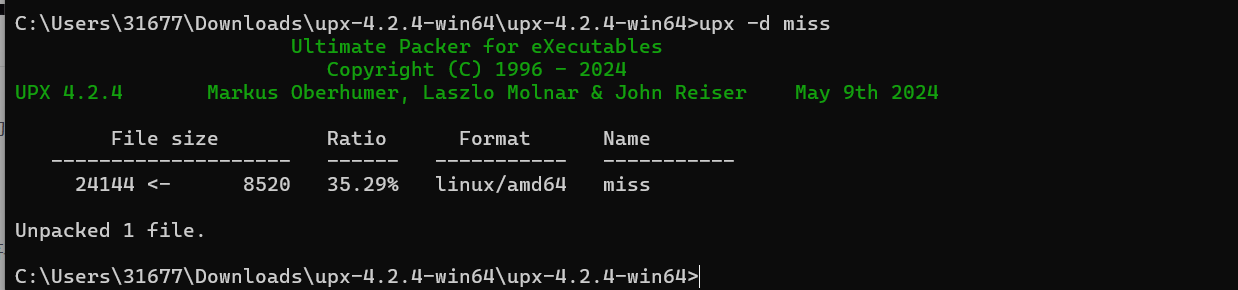 C:\Users\31677\Downloads\upx-4.2.4-win64\upx-4.2.4-win64>upx -d miss
Ultimate Packer for eXecutables
Copyright (C) 1996 - 2024
UPX 4.2.4       Markus Oberhumer, Laszlo Molnar & John Reiser    May 9th 2024
File size         Ratio      Format      Name
--------------------   ------   -----------   -----------
24144 <-      8520   35.29%   linux/amd64   miss
Unpacked 1 file.
C:\Users\31677\Downloads\upx-4.2.4-win64\upx-4.2.4-win64>